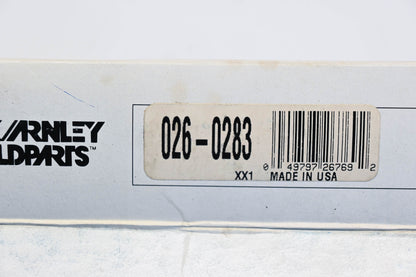 ARNLEY
LDPARTS™
026-0283
0 49797 26769 2
XX1 MADE IN USA